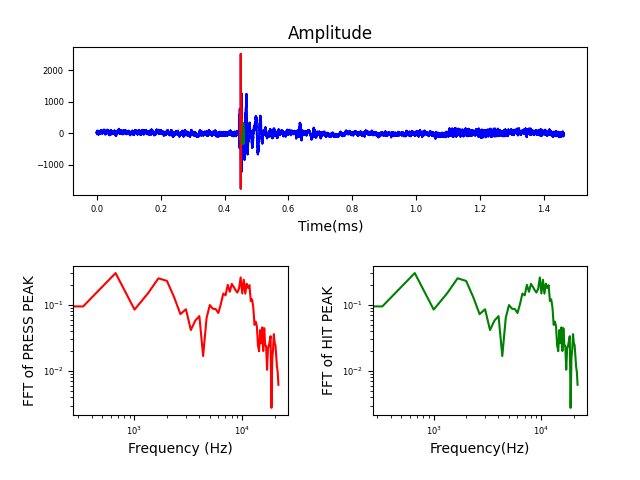 Amplitude
2000
1000
0
−1000
0.0 0.2 0.4 0.6 0.8 1.0 1.2 1.4
Time(ms)
FFT of PRESS PEAK
10⁻¹
10⁻²
10³ 10⁴
Frequency (Hz)
FFT of HIT PEAK
10⁻¹
10⁻²
10³ 10⁴
Frequency(Hz)